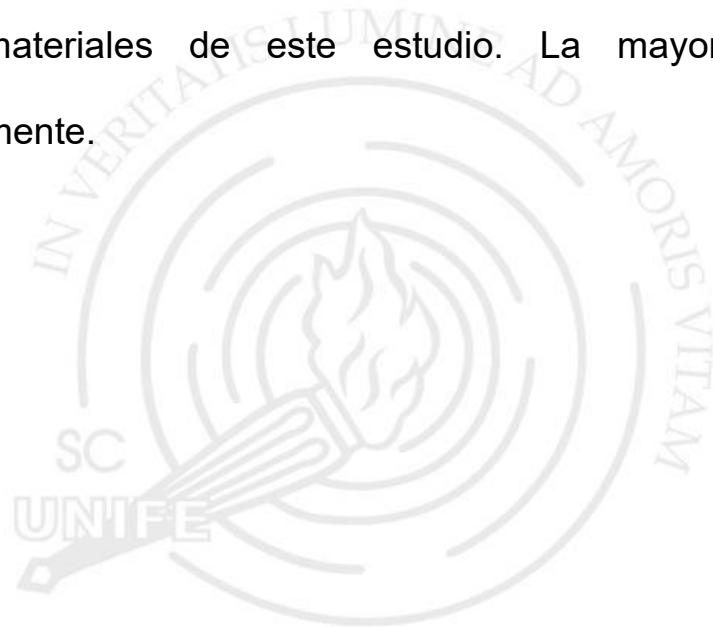 materiales de este estudio. La mayor
mente.
IN VERITATIS LUMINE AD AMORIS VITAM
SC
UNIFE